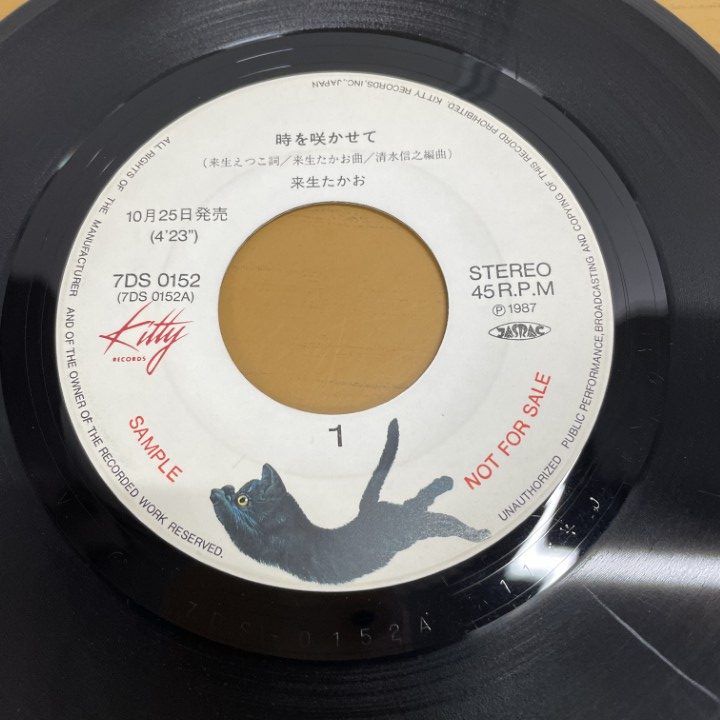 時を咲かせて
(来生えつこ詞/来生たかお曲/清水信之編曲)
来生たかお
10月25日発売
(4'23")
7DS 0152
(7DS 0152A)
Kitty
RECORDS
STEREO
45 R.P.M
Ⓟ1987
JASRAC
SAMPLE
NOT FOR SALE
1
ALL RIGHTS OF THE MANUFACTURER AND OF THE OWNER OF THE RECORDED WORK RESERVED.
UNAUTHORIZED PUBLIC PERFORMANCE, BROADCASTING AND COPYING OF THIS RECORD PROHIBITED. KITTY RECORDS, INC., JAPAN
7DS-0152A